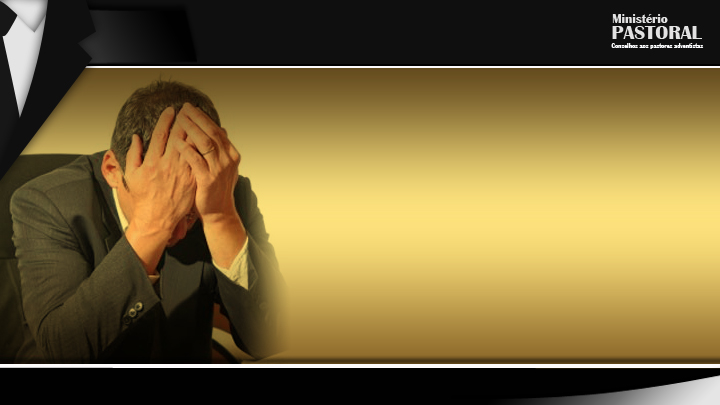 Ministério
PASTORAL
Conselhos aos pastores adventistas